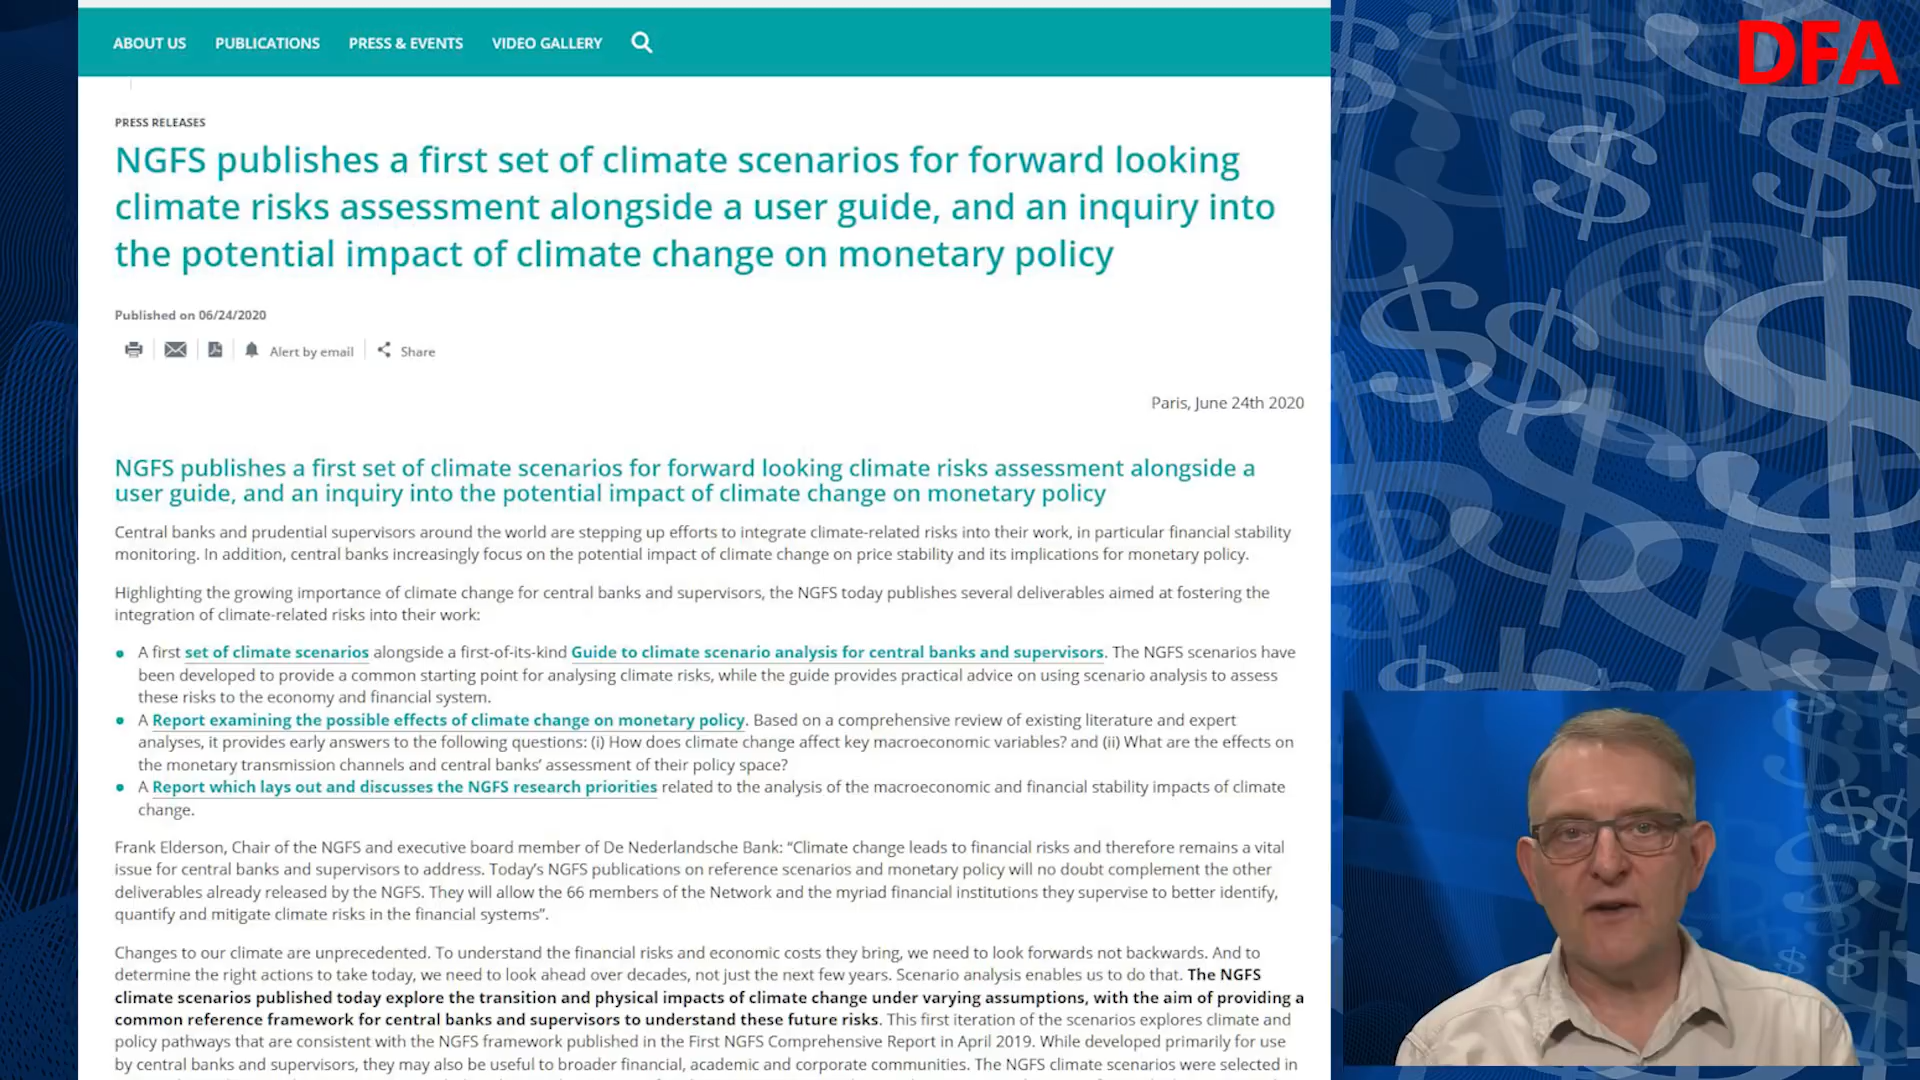 ABOUT US PUBLICATIONS PRESS & EVENTS VIDEO GALLERY
DFA
PRESS RELEASES
NGFS publishes a first set of climate scenarios for forward looking
climate risks assessment alongside a user guide, and an inquiry into
the potential impact of climate change on monetary policy
Published on 06/24/2020
Alert by email Share
Paris, June 24th 2020
NGFS publishes a first set of climate scenarios for forward looking climate risks assessment alongside a
user guide, and an inquiry into the potential impact of climate change on monetary policy
Central banks and prudential supervisors around the world are stepping up efforts to integrate climate-related risks into their work, in particular financial stability
monitoring. In addition, central banks increasingly focus on the potential impact of climate change on price stability and its implications for monetary policy.
Highlighting the growing importance of climate change for central banks and supervisors, the NGFS today publishes several deliverables aimed at fostering the
integration of climate-related risks into their work:
• A first set of climate scenarios alongside a first-of-its-kind Guide to climate scenario analysis for central banks and supervisors. The NGFS scenarios have
been developed to provide a common starting point for analysing climate risks, while the guide provides practical advice on using scenario analysis to assess
these risks to the economy and financial system.
• A Report examining the possible effects of climate change on monetary policy. Based on a comprehensive review of existing literature and expert
analyses, it provides early answers to the following questions: (i) How does climate change affect key macroeconomic variables? and (ii) What are the effects on
the monetary transmission channels and central banks’ assessment of their policy space?
• A Report which lays out and discusses the NGFS research priorities related to the analysis of the macroeconomic and financial stability impacts of climate
change.
Frank Elderson, Chair of the NGFS and executive board member of De Nederlandsche Bank: “Climate change leads to financial risks and therefore remains a vital
issue for central banks and supervisors to address. Today’s NGFS publications on reference scenarios and monetary policy will no doubt complement the other
deliverables already released by the NGFS. They will allow the 66 members of the Network and the myriad financial institutions they supervise to better identify,
quantify and mitigate climate risks in the financial systems”.
Changes to our climate are unprecedented. To understand the financial risks and economic costs they bring, we need to look forwards not backwards. And to
determine the right actions to take today, we need to look ahead over decades, not just the next few years. Scenario analysis enables us to do that. The NGFS
climate scenarios published today explore the transition and physical impacts of climate change under varying assumptions, with the aim of providing a
common reference framework for central banks and supervisors to understand these future risks. This first iteration of the scenarios explores climate and
policy pathways that are consistent with the NGFS framework published in the First NGFS Comprehensive Report in April 2019. While developed primarily for use
by central banks and supervisors, they may also be useful to broader financial, academic and corporate communities. The NGFS climate scenarios were selected in